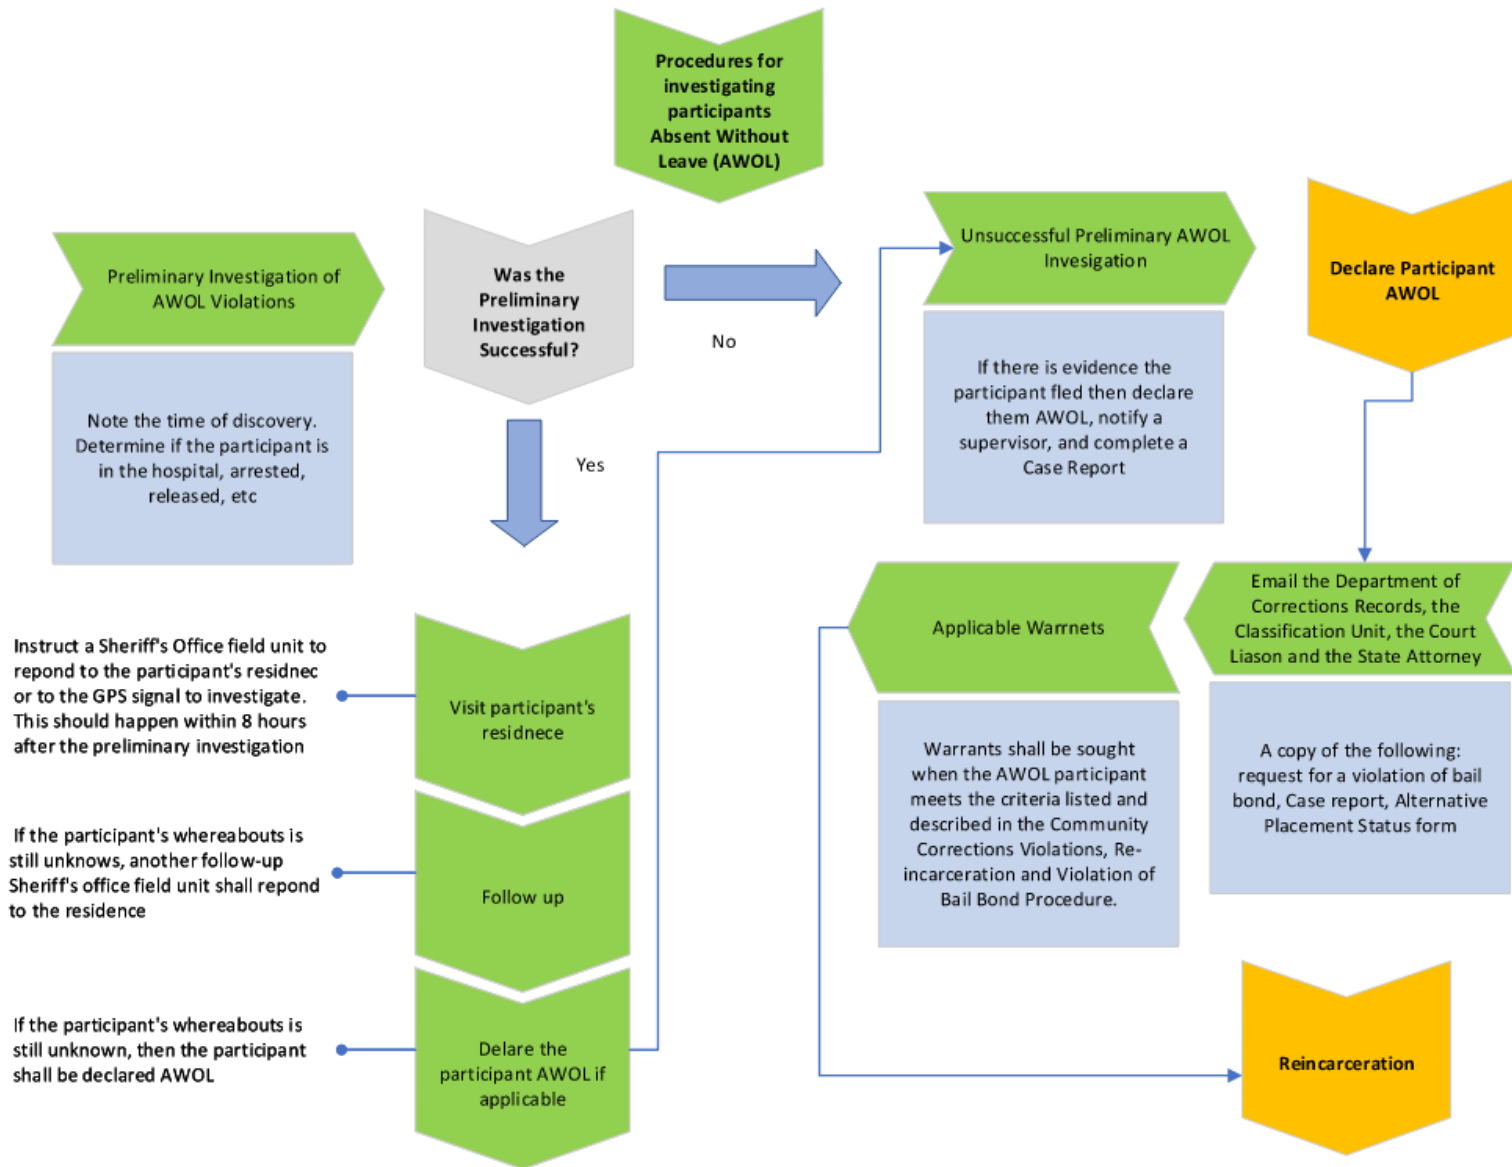 Procedures for
investigating
participants
Absent Without
Leave (AWOL)
Preliminary Investigation of
AWOL Violations
Note the time of discovery.
Determine if the participant is
in the hospital, arrested,
released, etc
Was the
Preliminary
Investigation
Successful?
No
Yes
Unsuccessful Preliminary AWOL
Invesigation
If there is evidence the
participant fled then declare
them AWOL, notify a
supervisor, and complete a
Case Report
Declare Participant
AWOL
Email the Department of
Corrections Records, the
Classification Unit, the Court
Liason and the State Attorney
A copy of the following:
request for a violation of bail
bond, Case report, Alternative
Placement Status form
Applicable Warrnets
Warrants shall be sought
when the AWOL participant
meets the criteria listed and
described in the Community
Corrections Violations, Re-
incarceration and Violation of
Bail Bond Procedure.
Instruct a Sheriff's Office field unit to
repond to the participant's residnec
or to the GPS signal to investigate.
This should happen within 8 hours
after the preliminary investigation
Visit participant's
residnece
If the participant's whereabouts is
still unknows, another follow-up
Sheriff's office field unit shall repond
to the residence
Follow up
If the participant's whereabouts is
still unknown, then the participant
shall be declared AWOL
Delare the
participant AWOL if
applicable
Reincarceration